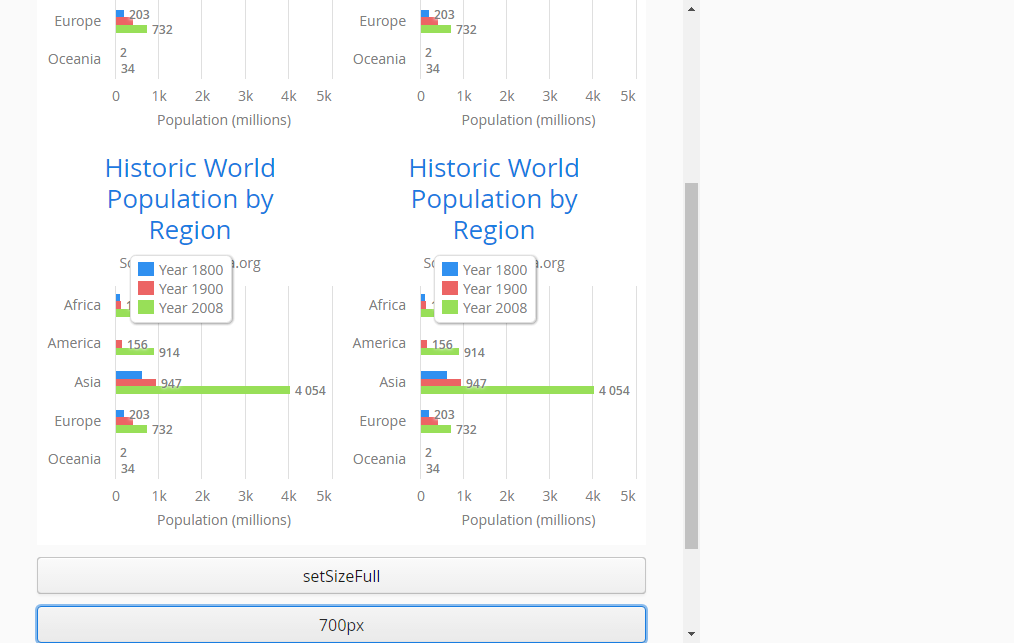 Europe 203 732
Oceania 2 34
0 1k 2k 3k 4k 5k
Population (millions)
Europe 203 732
Oceania 2 34
0 1k 2k 3k 4k 5k
Population (millions)
Historic World
Population by
Region
.org
Year 1800
Year 1900
Year 2008
Africa
America 156 914
Asia 947 4 054
Europe 203 732
Oceania 2 34
0 1k 2k 3k 4k 5k
Population (millions)
Historic World
Population by
Region
.org
Year 1800
Year 1900
Year 2008
Africa
America 156 914
Asia 947 4 054
Europe 203 732
Oceania 2 34
0 1k 2k 3k 4k 5k
Population (millions)
setSizeFull
700px